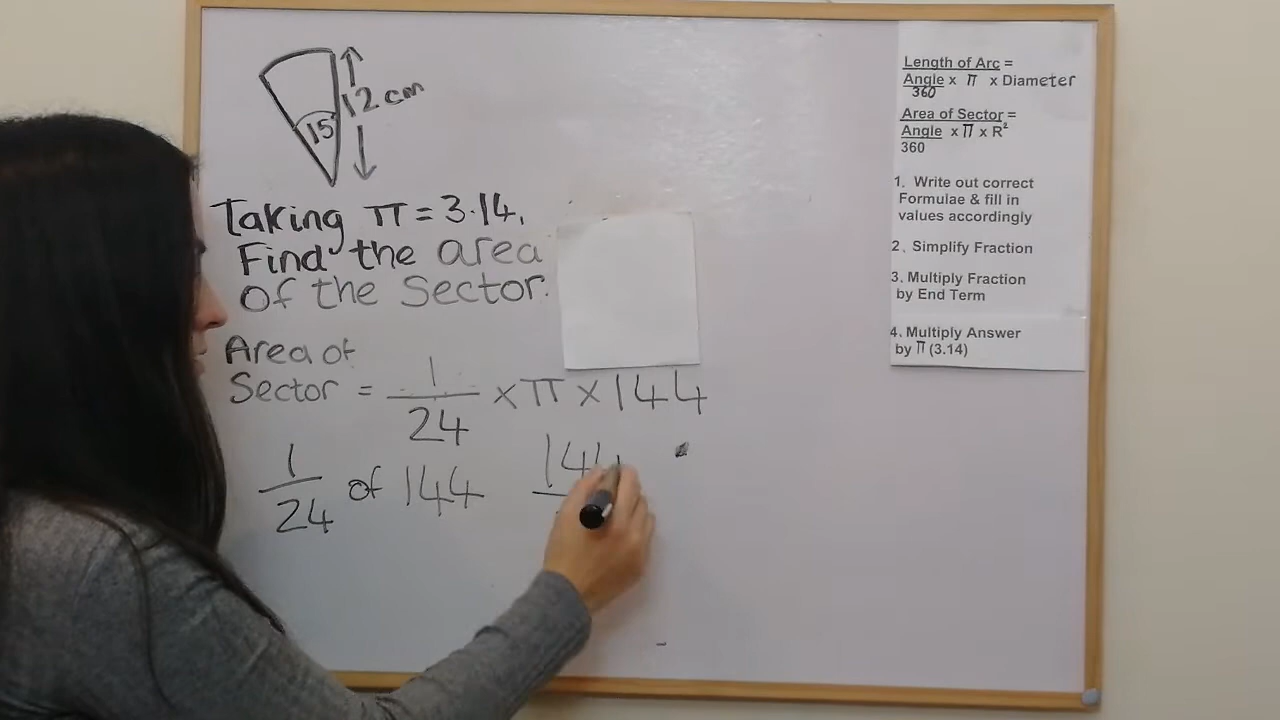 12 cm
15
Taking π = 3.14,
Find the area
of the Sector.
Area of
Sector = 1/24 x π x 144
1/24 of 144
Length of Arc =
Angle x π x Diameter
360
Area of Sector =
Angle x π x R²
360
1. Write out correct
Formulae & fill in
values accordingly
2. Simplify Fraction
3. Multiply Fraction
by End Term
4. Multiply Answer
by π (3.14)